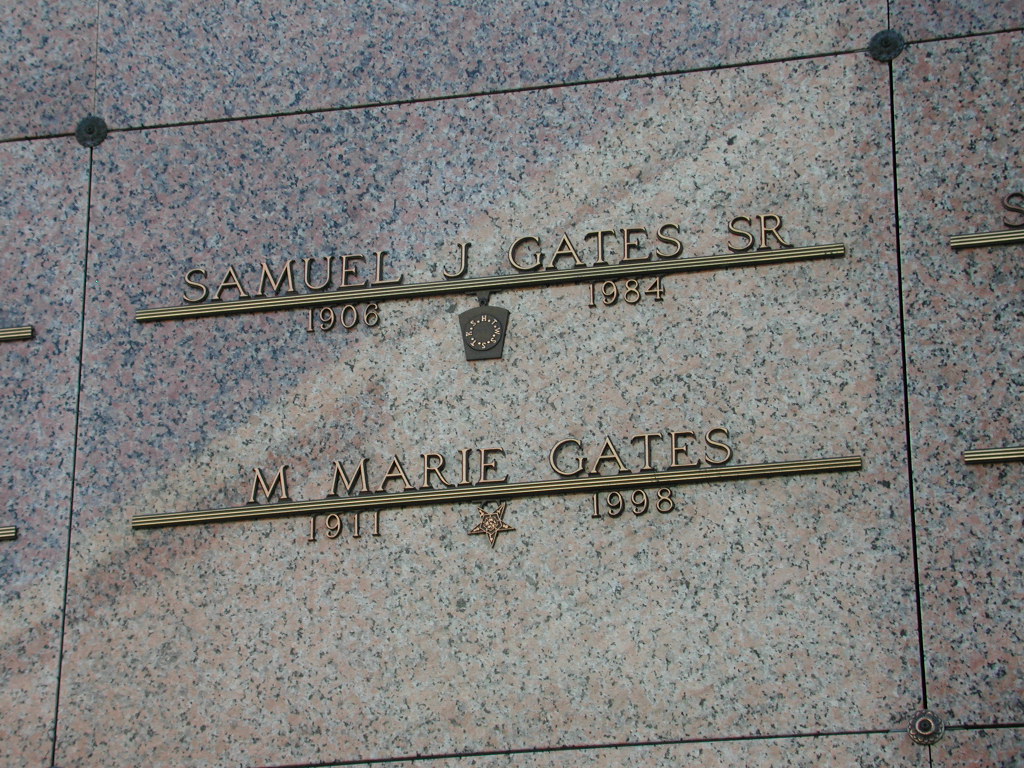 SAMUEL J GATES SR
1906 1984
M MARIE GATES
1911 1998